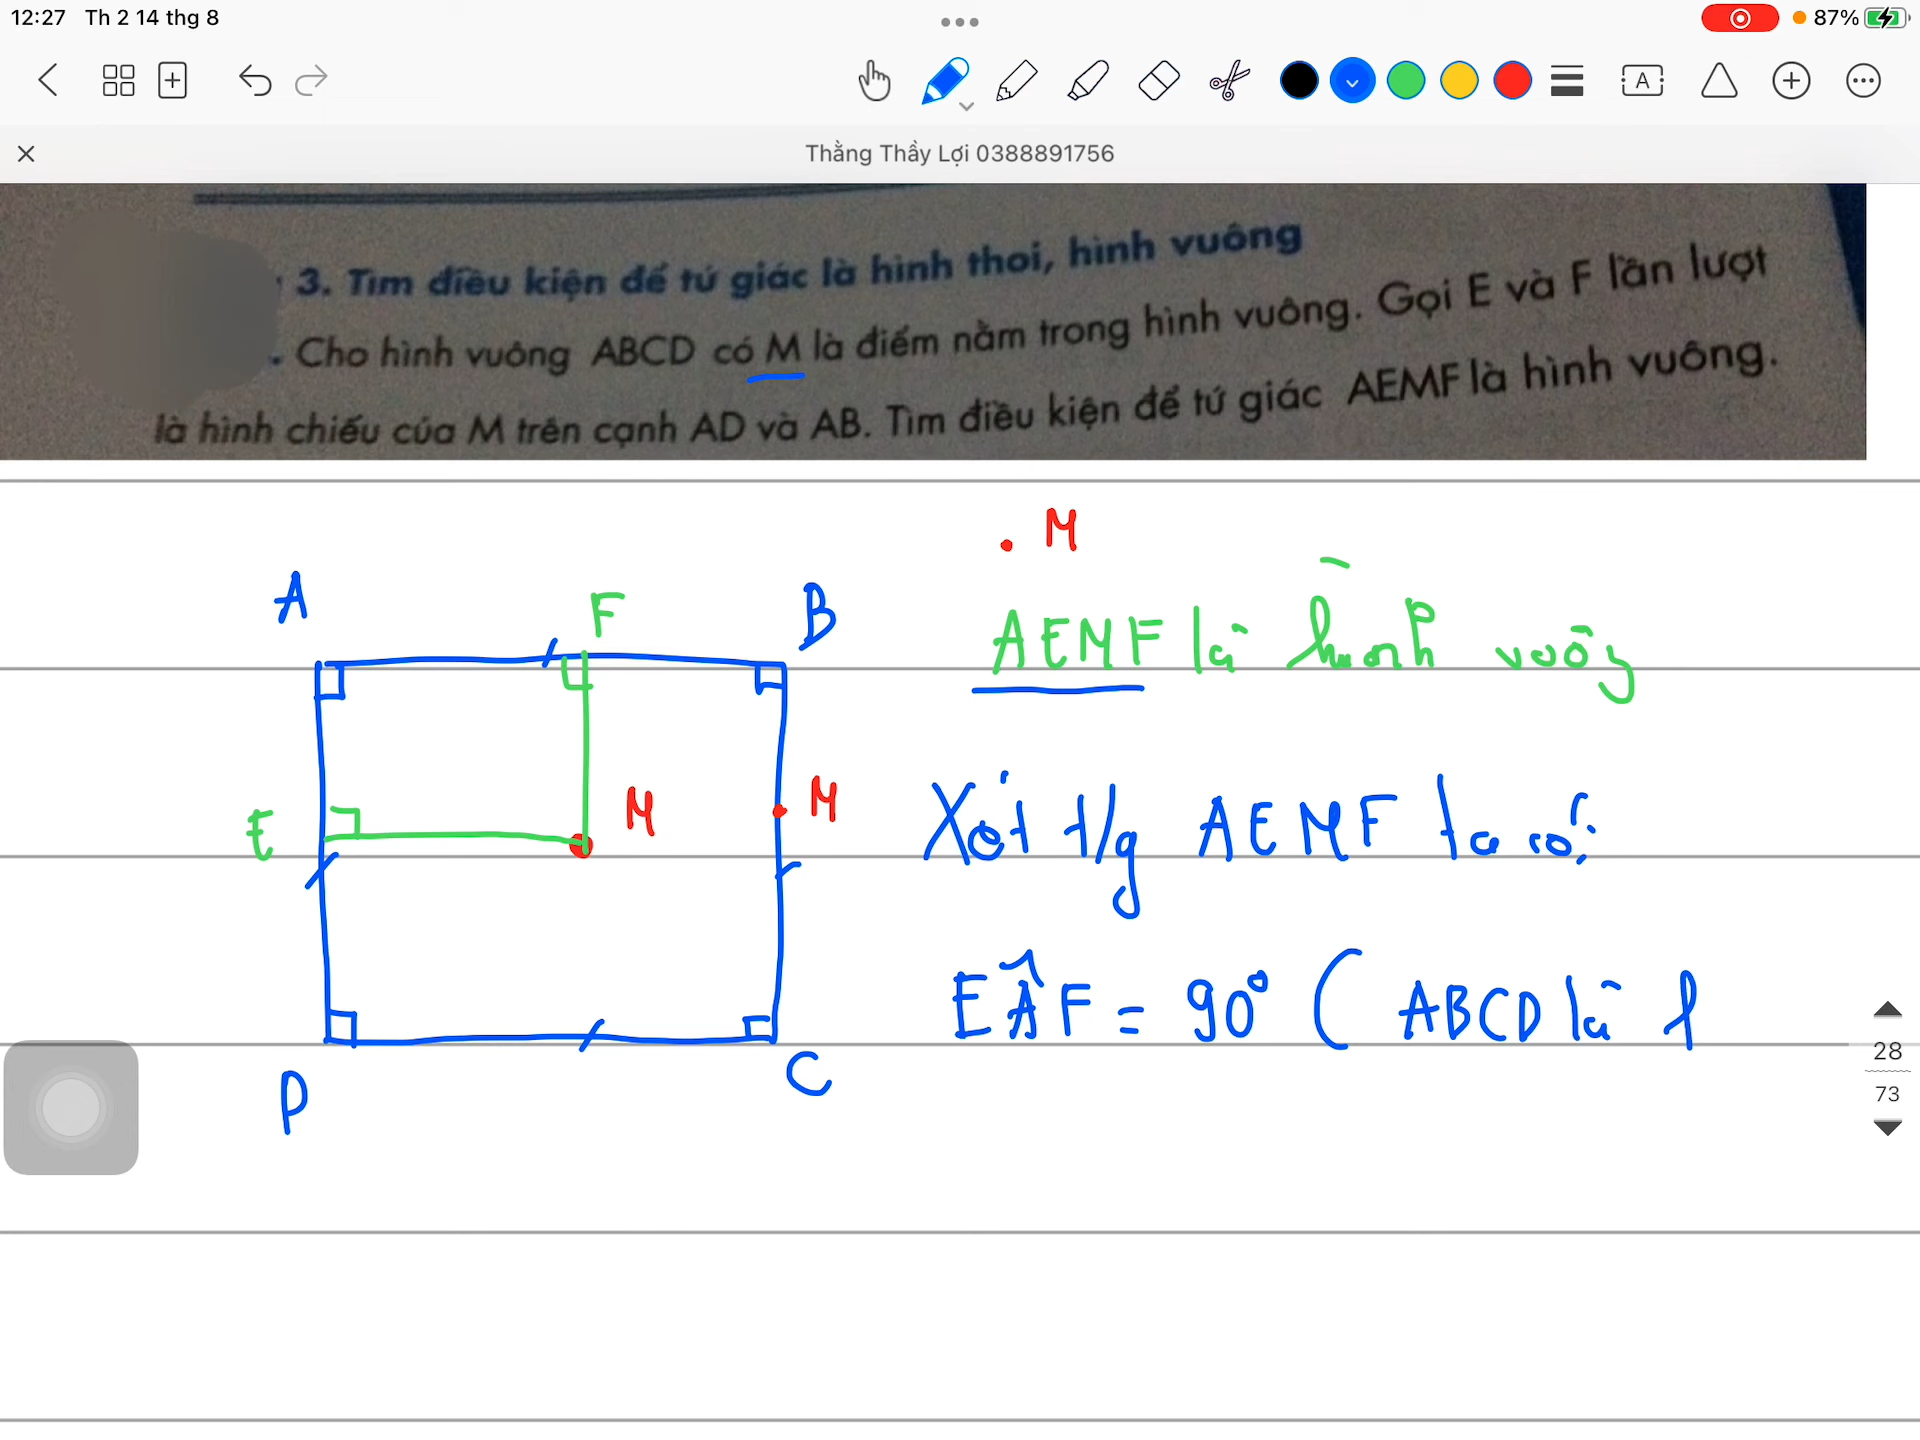 12:27 Th 2 14 thg 8
87%
A
Thằng Thầy Lợi 0388891756
3. Tìm điều kiện để tứ giác là hình thoi, hình vuông
. Cho hình vuông ABCD có M là điểm nằm trong hình vuông. Gọi E và F lần lượt
là hình chiếu của M trên cạnh AD và AB. Tìm điều kiện để tứ giác AEMF là hình vuông.
M
A F B
AEMF là hình vuông
E M M
Xét t/g AEMF ta có:
EÂF = 90° ( ABCD là
D C
28
73